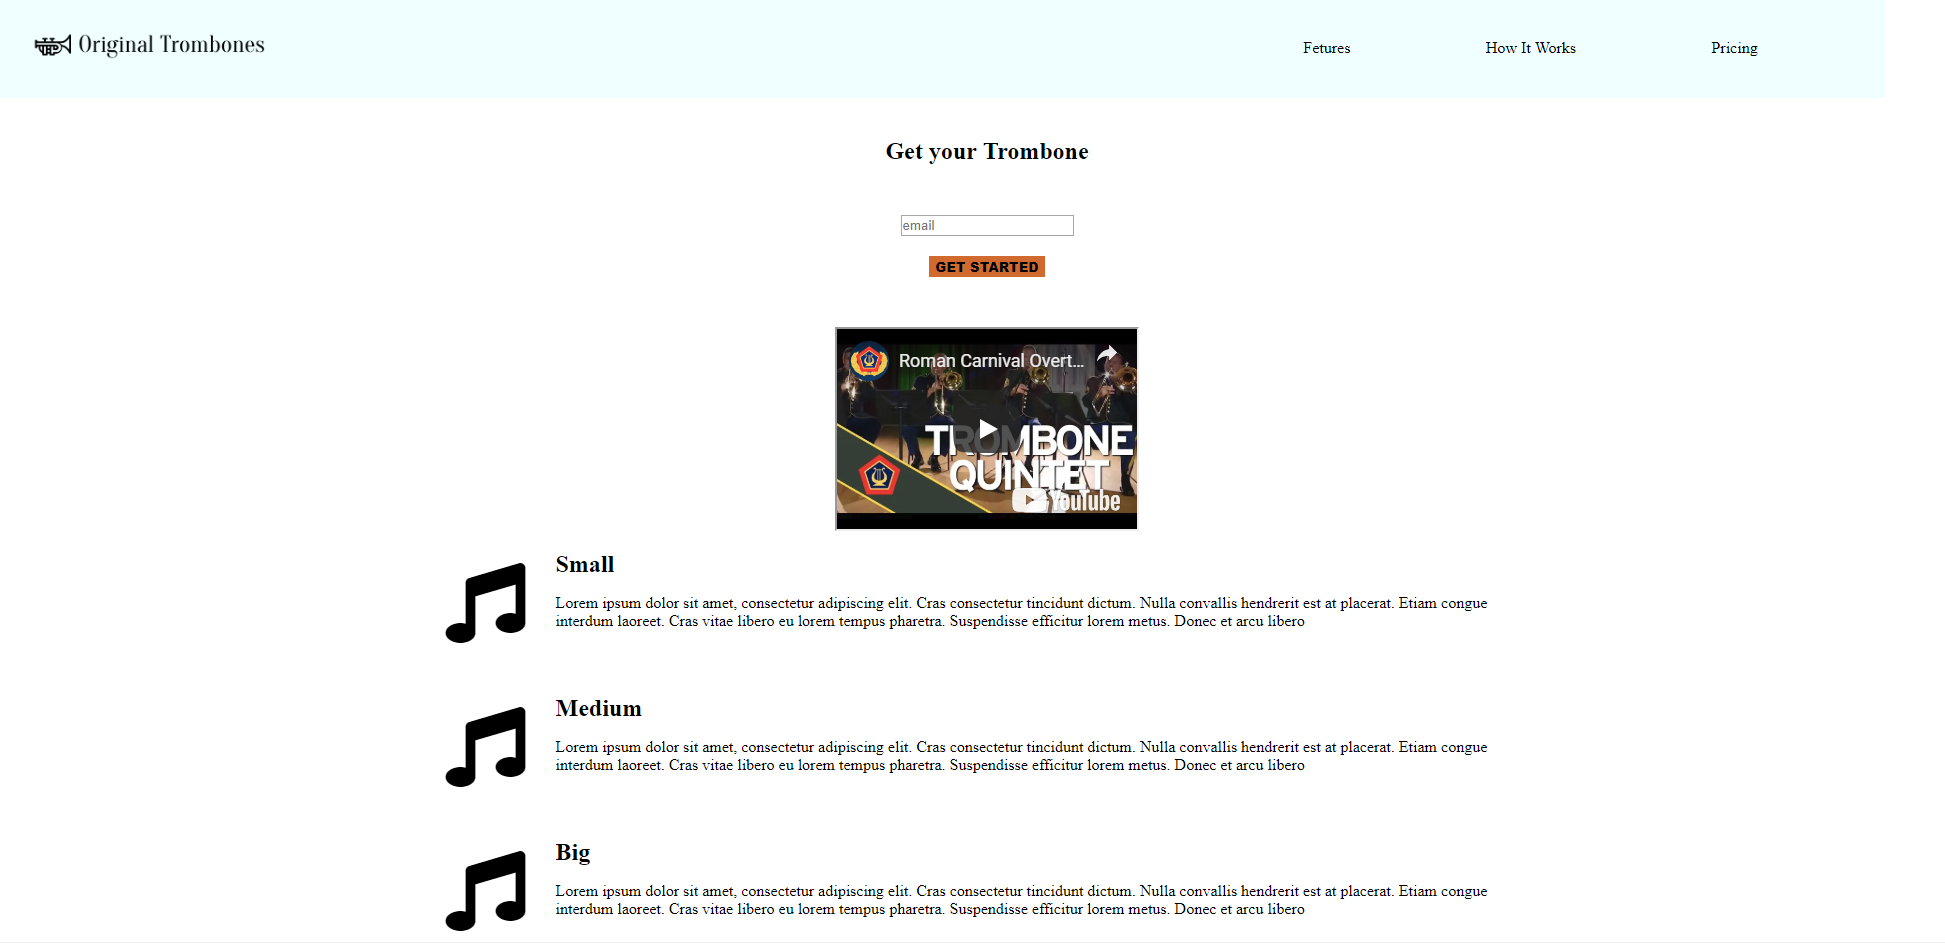 Original Trombones
Fetures
How It Works
Pricing
Get your Trombone
email
GET STARTED
Roman Carnival Overt...
TROMBONE
QUINTET
YouTube
Small
Lorem ipsum dolor sit amet, consectetur adipiscing elit. Cras consectetur tincidunt dictum. Nulla convallis hendrerit est at placerat. Etiam congue
interdum laoreet. Cras vitae libero eu lorem tempus pharetra. Suspendisse efficitur lorem metus. Donec et arcu libero
Medium
Lorem ipsum dolor sit amet, consectetur adipiscing elit. Cras consectetur tincidunt dictum. Nulla convallis hendrerit est at placerat. Etiam congue
interdum laoreet. Cras vitae libero eu lorem tempus pharetra. Suspendisse efficitur lorem metus. Donec et arcu libero
Big
Lorem ipsum dolor sit amet, consectetur adipiscing elit. Cras consectetur tincidunt dictum. Nulla convallis hendrerit est at placerat. Etiam congue
interdum laoreet. Cras vitae libero eu lorem tempus pharetra. Suspendisse efficitur lorem metus. Donec et arcu libero